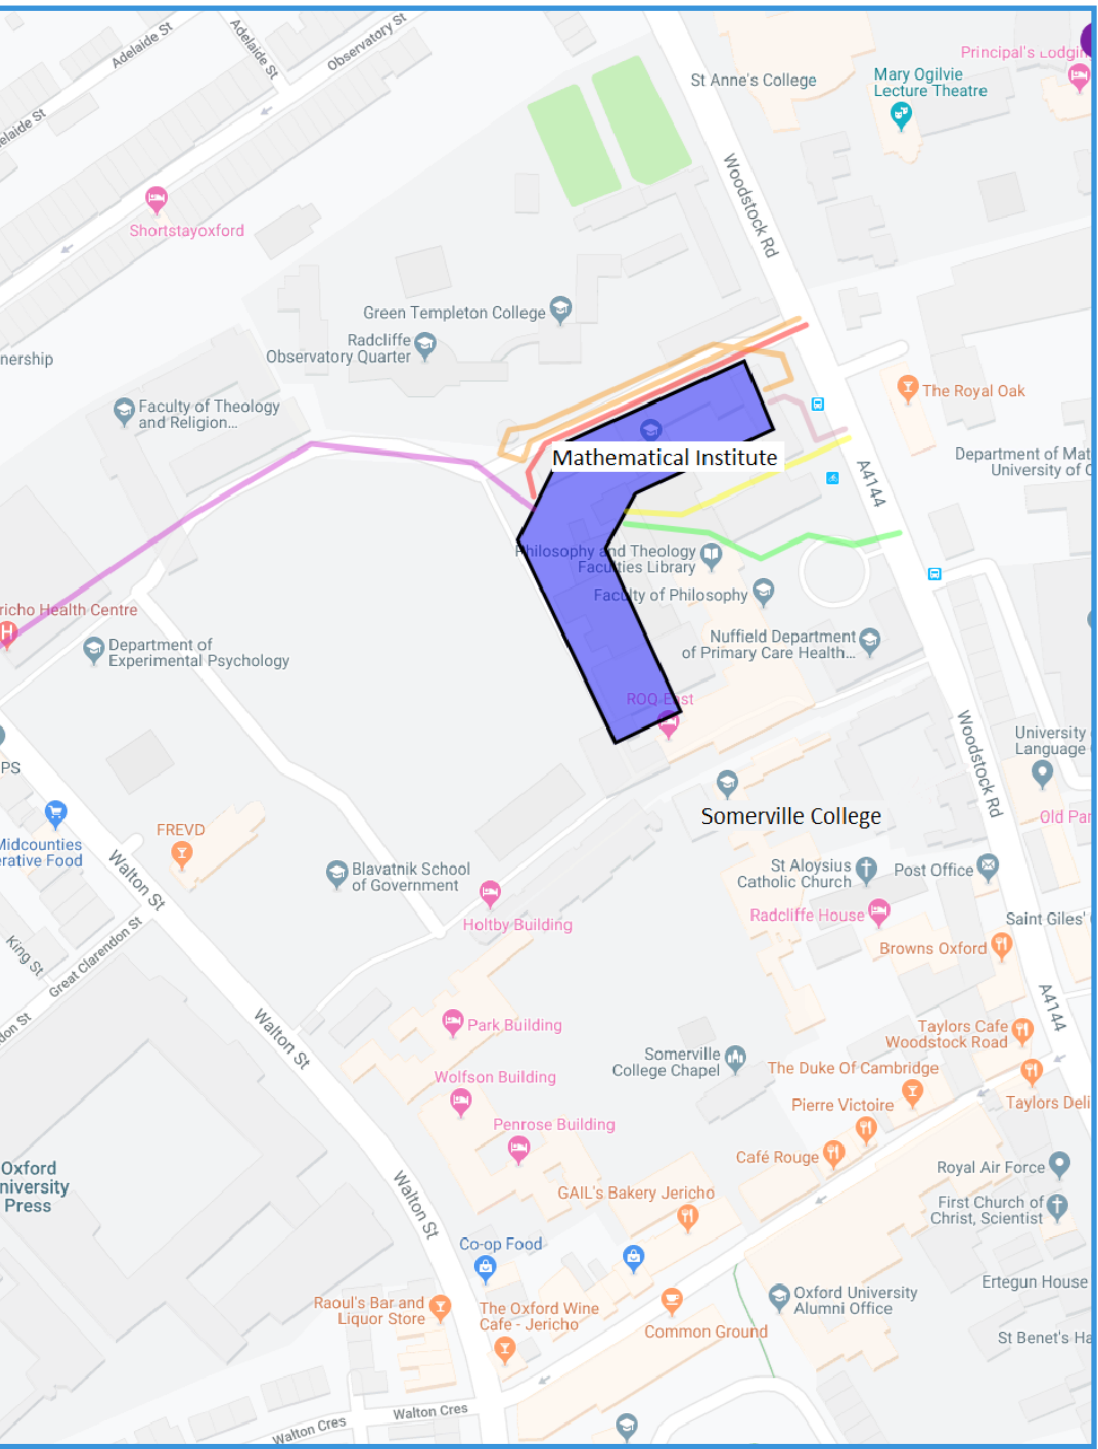 Adelaide St
Adelaide St
Observatory St
elaide St
St Anne's College
Mary Ogilvie
Lecture Theatre
Principal's Lodgin
Woodstock Rd
Shortstayoxford
Green Templeton College
Radcliffe
Observatory Quarter
nership
Faculty of Theology
and Religion...
The Royal Oak
Mathematical Institute
Department of Mat
University of O
A4144
Philosophy and Theology
Faculties Library
Faculty of Philosophy
richo Health Centre
Department of
Experimental Psychology
Nuffield Department
of Primary Care Health...
ROQ East
Woodstock Rd
University
Language
PS
Somerville College
Old Par
Midcounties
erative Food
FREVD
Walton St
Blavatnik School
of Government
St Aloysius
Catholic Church
Post Office
Radcliffe House
Saint Giles'
Holtby Building
Browns Oxford
King St
Great Clarendon St
don St
A4144
Walton St
Park Building
Taylors Cafe
Woodstock Road
Somerville
College Chapel
The Duke Of Cambridge
Wolfson Building
Pierre Victoire
Taylors Deli
Penrose Building
Café Rouge
Royal Air Force
Oxford
niversity
Press
Walton St
GAIL's Bakery Jericho
First Church of
Christ, Scientist
Co-op Food
Raoul's Bar and
Liquor Store
The Oxford Wine
Cafe - Jericho
Oxford University
Alumni Office
Ertegun House
Common Ground
St Benet's Ha
Walton Cres
Walton Cres